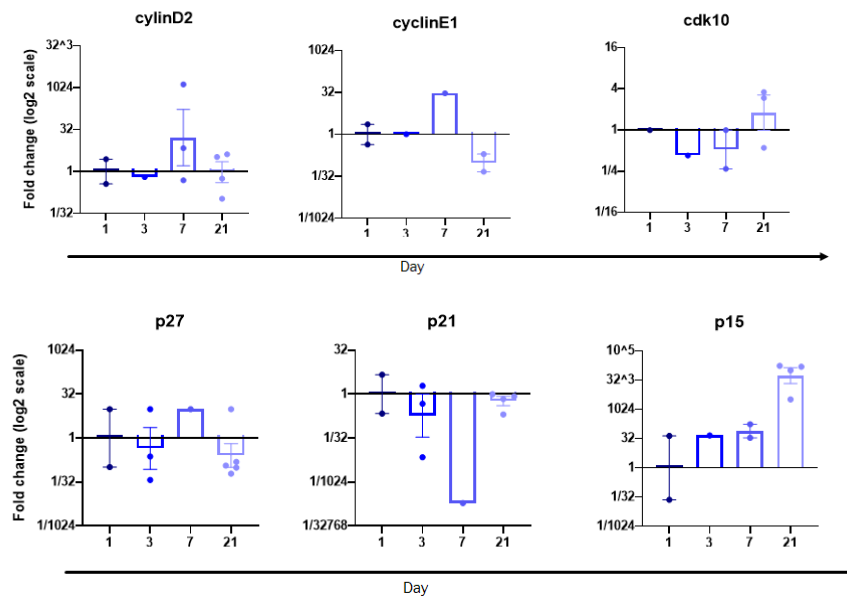 cylinD2 cyclinE1 cdk10
Fold change (log2 scale)
32^3
1024
32
1
1/32
1 3 7 21
1024
32
1
1/32
1/1024
1 3 7 21
16
4
1
1/4
1/16
1 3 7 21
Day
p27 p21 p15
Fold change (log2 scale)
1024
32
1
1/32
1/1024
1 3 7 21
32
1
1/32
1/1024
1/32768
1 3 7 21
10^5
32^3
1024
32
1
1/32
1/1024
1 3 7 21
Day